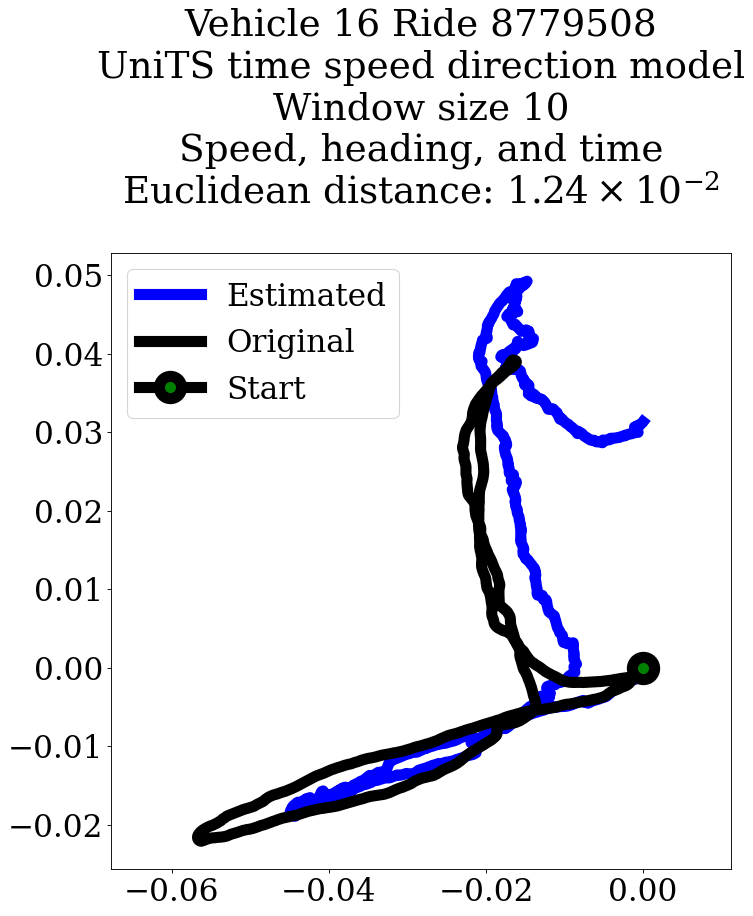 Vehicle 16 Ride 8779508
UniTS time speed direction model
Window size 10
Speed, heading, and time
Euclidean distance: 1.24 × 10⁻²
Estimated
Original
Start
0.05
0.04
0.03
0.02
0.01
0.00
−0.01
−0.02
−0.06 −0.04 −0.02 0.00